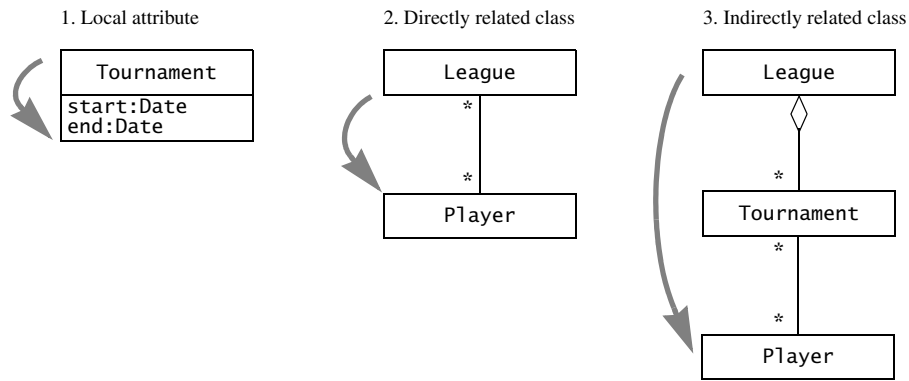 1. Local attribute
Tournament
start:Date
end:Date
2. Directly related class
League
*
*
Player
3. Indirectly related class
League
*
Tournament
*
*
Player